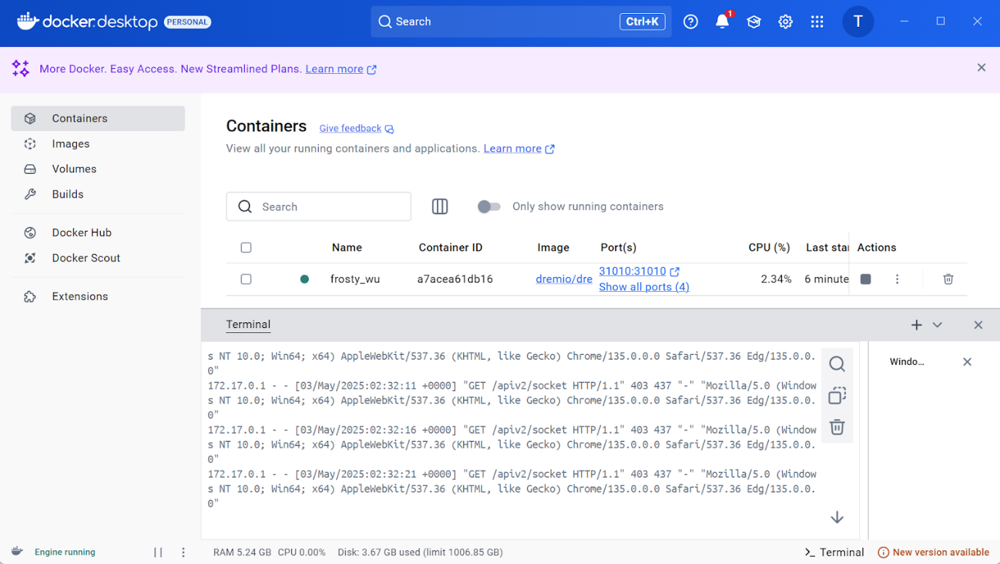 docker.desktop PERSONAL
Search Ctrl+K
1
T
More Docker. Easy Access. New Streamlined Plans. Learn more
Containers
Images
Volumes
Builds
Docker Hub
Docker Scout
Extensions
Containers Give feedback
View all your running containers and applications. Learn more
Search
Only show running containers
Name Container ID Image Port(s) CPU (%) Last sta Actions
frosty_wu a7acea61db16 dremio/dre 31010:31010 2.34% 6 minute
Show all ports (4)
Terminal
s NT 10.0; Win64; x64) AppleWebKit/537.36 (KHTML, like Gecko) Chrome/135.0.0.0 Safari/537.36 Edg/135.0.0.
0"
172.17.0.1 - - [03/May/2025:02:32:11 +0000] "GET /apiv2/socket HTTP/1.1" 403 437 "-" "Mozilla/5.0 (Window
s NT 10.0; Win64; x64) AppleWebKit/537.36 (KHTML, like Gecko) Chrome/135.0.0.0 Safari/537.36 Edg/135.0.0.
0"
172.17.0.1 - - [03/May/2025:02:32:16 +0000] "GET /apiv2/socket HTTP/1.1" 403 437 "-" "Mozilla/5.0 (Window
s NT 10.0; Win64; x64) AppleWebKit/537.36 (KHTML, like Gecko) Chrome/135.0.0.0 Safari/537.36 Edg/135.0.0.
0"
172.17.0.1 - - [03/May/2025:02:32:21 +0000] "GET /apiv2/socket HTTP/1.1" 403 437 "-" "Mozilla/5.0 (Window
s NT 10.0; Win64; x64) AppleWebKit/537.36 (KHTML, like Gecko) Chrome/135.0.0.0 Safari/537.36 Edg/135.0.0.
0"
Windo...
Engine running
RAM 5.24 GB CPU 0.00% Disk: 3.67 GB used (limit 1006.85 GB)
Terminal
New version available